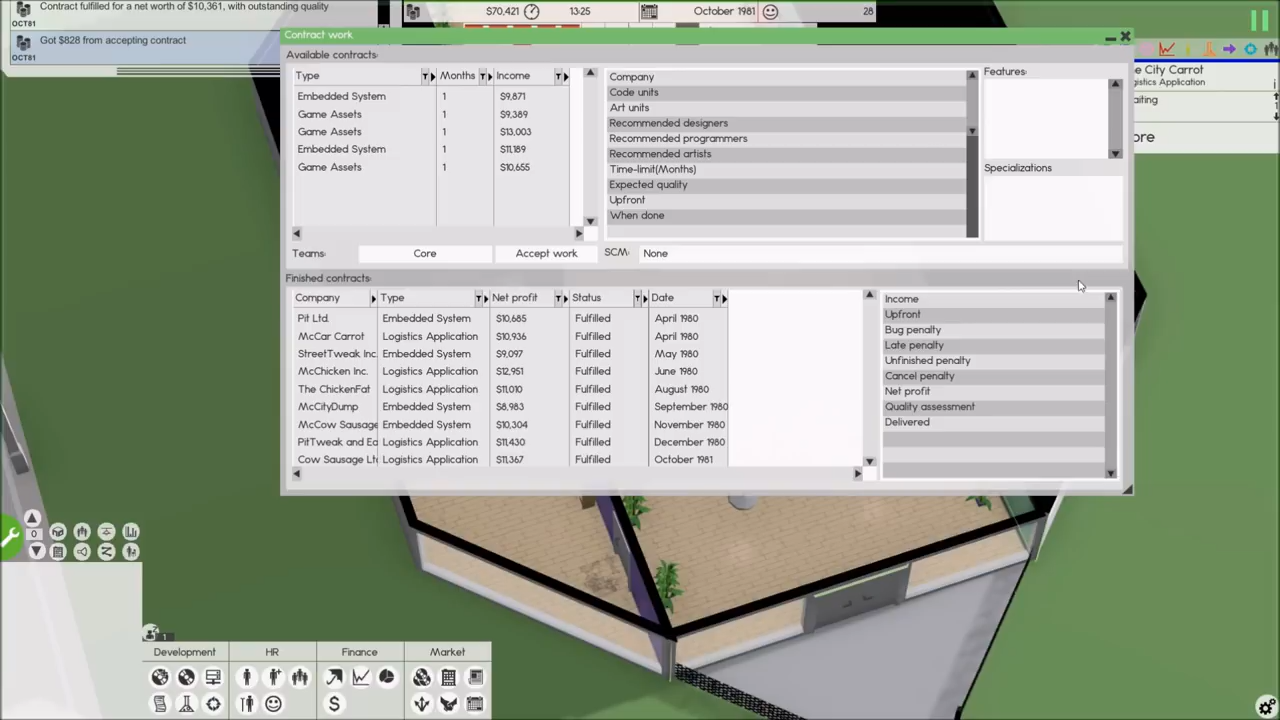 Contract fulfilled for a net worth of $10,361, with outstanding quality
OCT81
Got $828 from accepting contract
OCT81
$70,421 13:25 October 1981 28
Contract work
Available contracts:
Type Months Income
Embedded System 1 $9,871
Game Assets 1 $9,389
Game Assets 1 $13,003
Embedded System 1 $11,189
Game Assets 1 $10,655
Company
Code units
Art units
Recommended designers
Recommended programmers
Recommended artists
Time-limit(Months)
Expected quality
Upfront
When done
Features:
Specializations
Teams: Core Accept work SCM: None
Finished contracts:
Company Type Net profit Status Date
Pit Ltd. Embedded System $10,685 Fulfilled April 1980
McCar Carrot Logistics Application $10,936 Fulfilled April 1980
StreetTweak Inc. Embedded System $9,097 Fulfilled May 1980
McChicken Inc. Logistics Application $12,951 Fulfilled June 1980
The ChickenFat Logistics Application $11,010 Fulfilled August 1980
McCityDump Embedded System $8,983 Fulfilled September 1980
McCow Sausage Embedded System $10,304 Fulfilled November 1980
PitTweak and Ea Logistics Application $11,430 Fulfilled December 1980
Cow Sausage Ltd Logistics Application $11,367 Fulfilled October 1981
Income
Upfront
Bug penalty
Late penalty
Unfinished penalty
Cancel penalty
Net profit
Quality assessment
Delivered
e City Carrot
gistics Application
aiting
ore
0
1
Development HR Finance Market